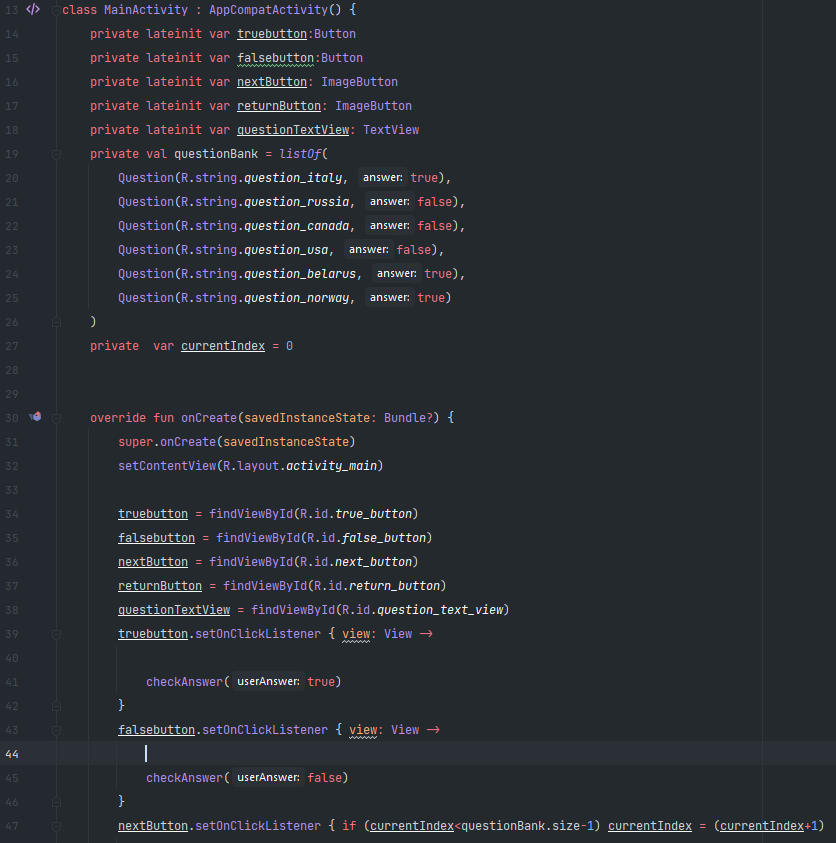 13 </> class MainActivity : AppCompatActivity() {
14 private lateinit var truebutton:Button
15 private lateinit var falsebutton:Button
16 private lateinit var nextButton: ImageButton
17 private lateinit var returnButton: ImageButton
18 private lateinit var questionTextView: TextView
19 private val questionBank = listOf(
20 Question(R.string.question_italy, answer: true),
21 Question(R.string.question_russia, answer: false),
22 Question(R.string.question_canada, answer: false),
23 Question(R.string.question_usa, answer: false),
24 Question(R.string.question_belarus, answer: true),
25 Question(R.string.question_norway, answer: true)
26 )
27 private  var currentIndex = 0
28
29
30 override fun onCreate(savedInstanceState: Bundle?) {
31 super.onCreate(savedInstanceState)
32 setContentView(R.layout.activity_main)
33
34 truebutton = findViewById(R.id.true_button)
35 falsebutton = findViewById(R.id.false_button)
36 nextButton = findViewById(R.id.next_button)
37 returnButton = findViewById(R.id.return_button)
38 questionTextView = findViewById(R.id.question_text_view)
39 truebutton.setOnClickListener { view: View ->
40
41 checkAnswer( userAnswer: true)
42 }
43 falsebutton.setOnClickListener { view: View ->
44
45 checkAnswer( userAnswer: false)
46 }
47 nextButton.setOnClickListener { if (currentIndex<questionBank.size-1) currentIndex = (currentIndex+1)